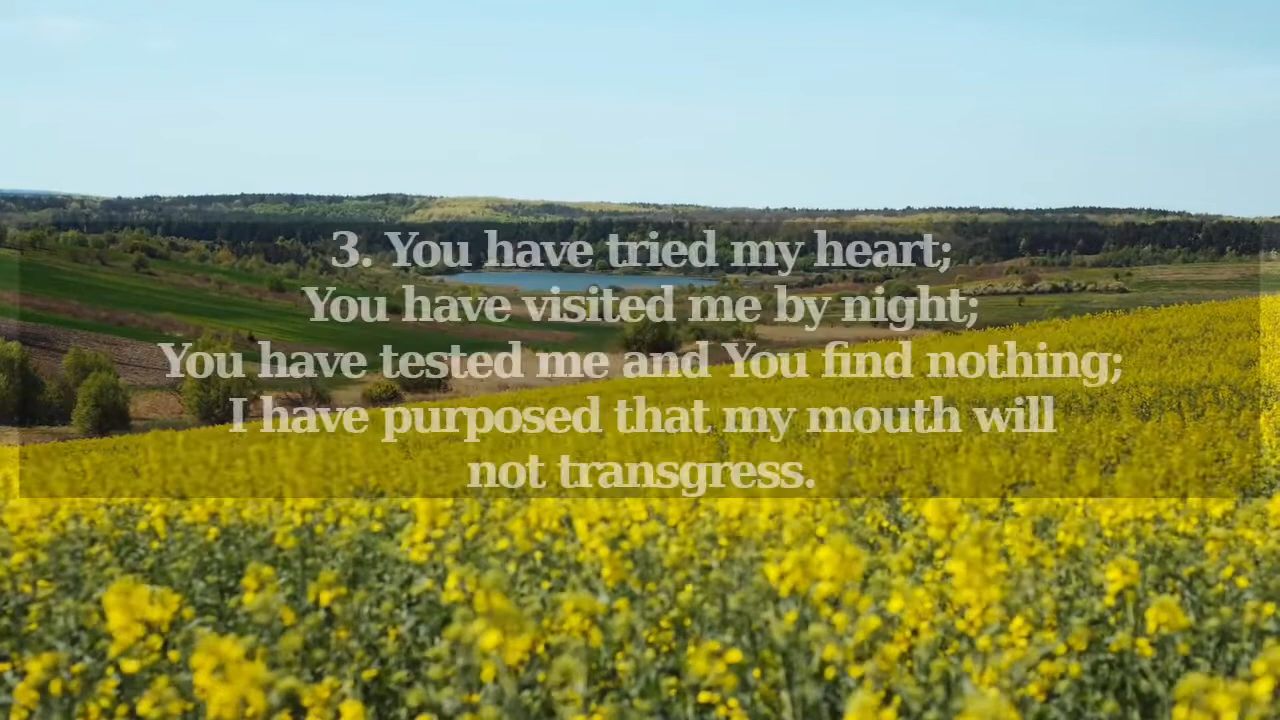 3. You have tried my heart;
You have visited me by night;
You have tested me and You find nothing;
I have purposed that my mouth will
not transgress.